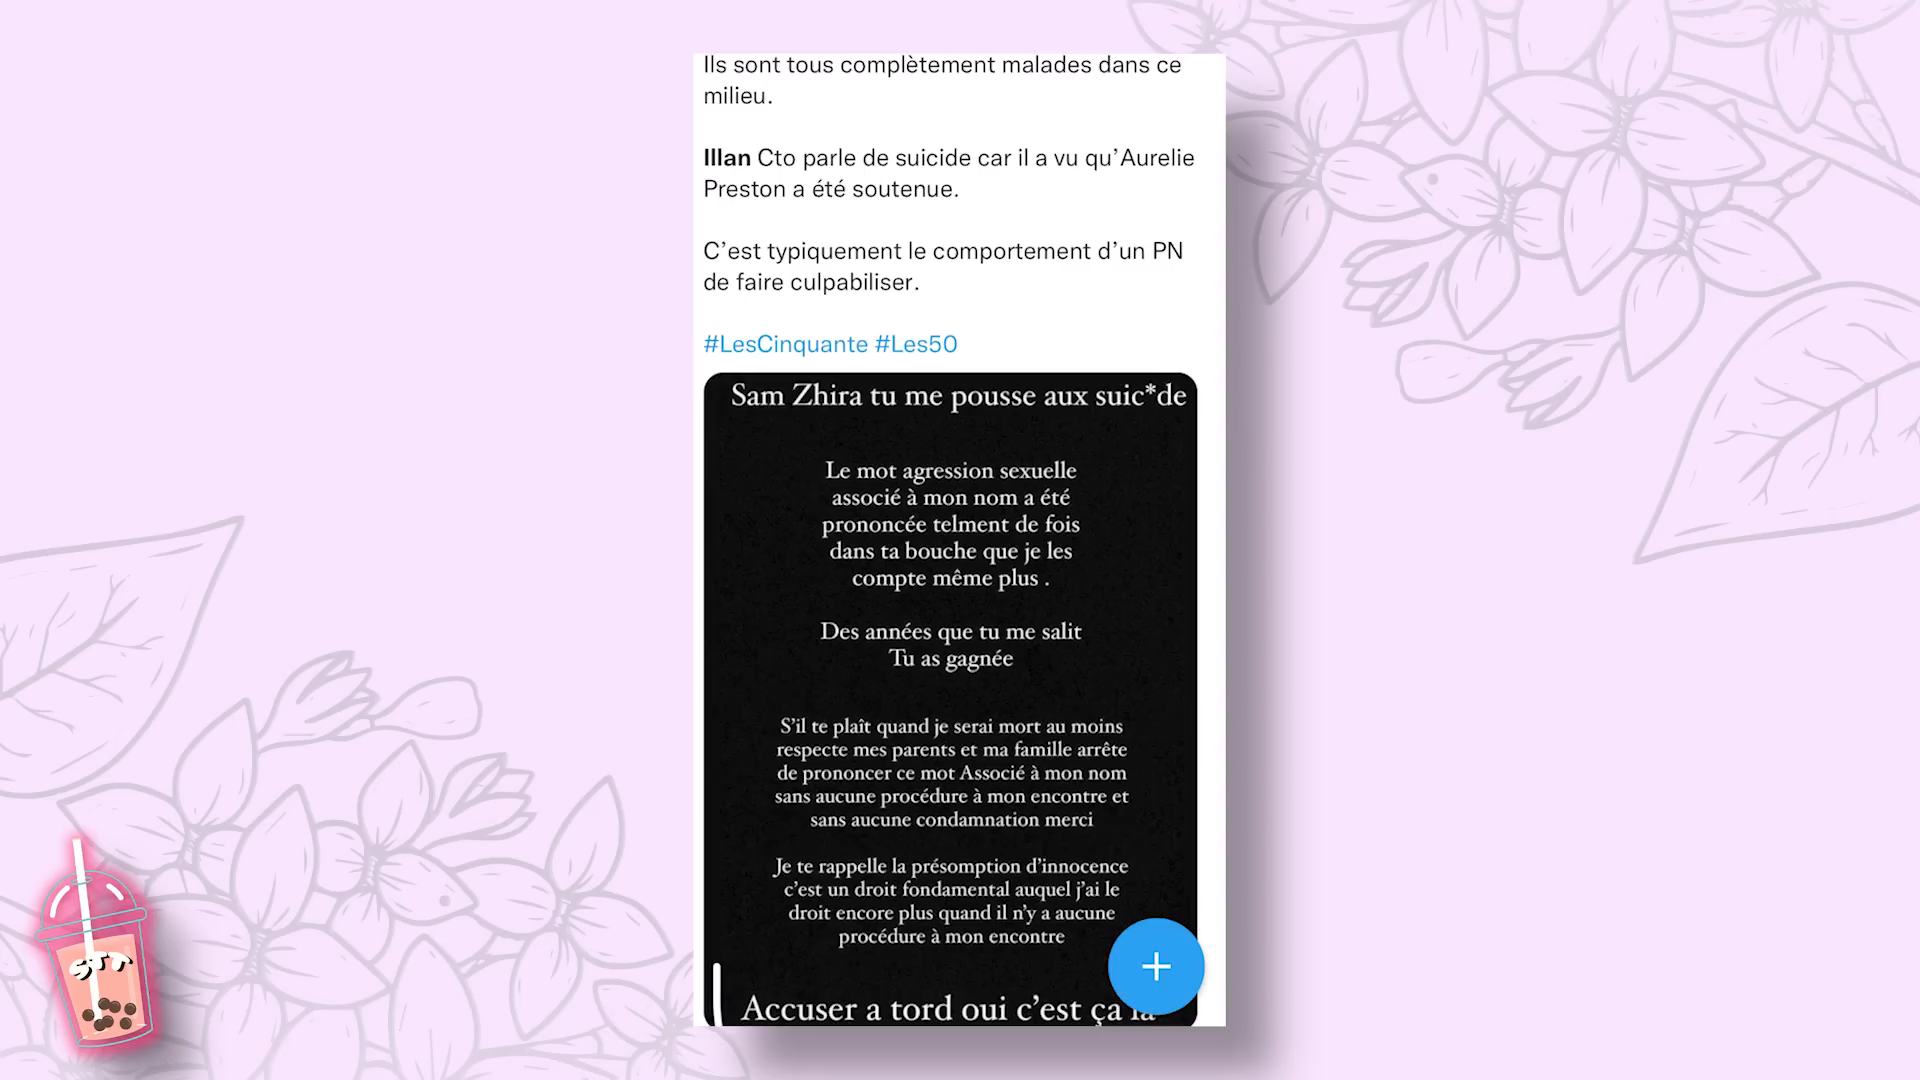 Ils sont tous complètement malades dans ce
milieu.
Illan Cto parle de suicide car il a vu qu’Aurelie
Preston a été soutenue.
C’est typiquement le comportement d’un PN
de faire culpabiliser.
#LesCinquante #Les50
Sam Zhira tu me pousse aux suic*de
Le mot agression sexuelle
associé à mon nom a été
prononcée telment de fois
dans ta bouche que je les
compte même plus .
Des années que tu me salit
Tu as gagnée
S’il te plaît quand je serai mort au moins
respecte mes parents et ma famille arrête
de prononcer ce mot Associé à mon nom
sans aucune procédure à mon encontre et
sans aucune condamnation merci
Je te rappelle la présomption d’innocence
c’est un droit fondamental auquel j’ai le
droit encore plus quand il n’y a aucune
procédure à mon encontre
Accuser a tord oui c’est ça la
STT